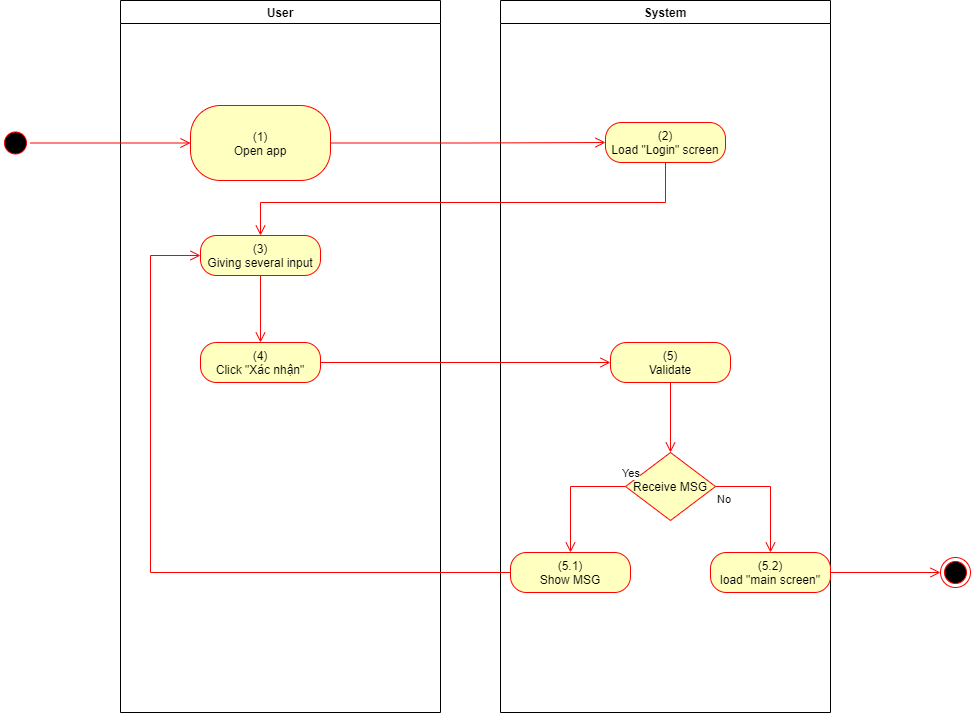 User
System
(1)
Open app
(2)
Load "Login" screen
(3)
Giving several input
(4)
Click "Xác nhận"
(5)
Validate
Yes
Receive MSG
No
(5.1)
Show MSG
(5.2)
load "main screen"